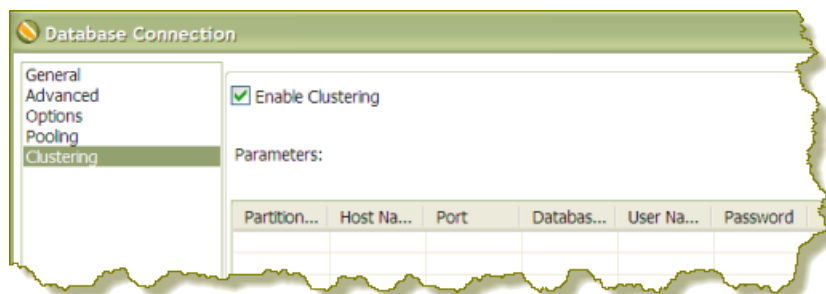 Database Connection
General
Advanced
Options
Pooling
Clustering
Enable Clustering
Parameters:
Partition... Host Na... Port Databas... User Na... Password